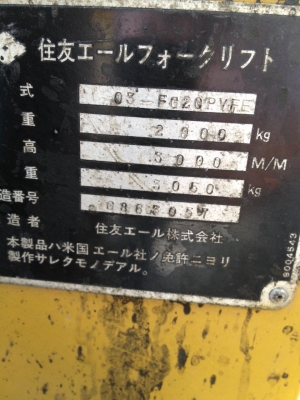 住友エールフォークリフト
式 03-FG20PVFE
重 2000 kg
高 3000 M/M
重 3050 kg
造番号
造者 住友エール株式会社
本製品ハ米国エール社ノ免許ニヨリ
製作サレタモノデアル。
9004543